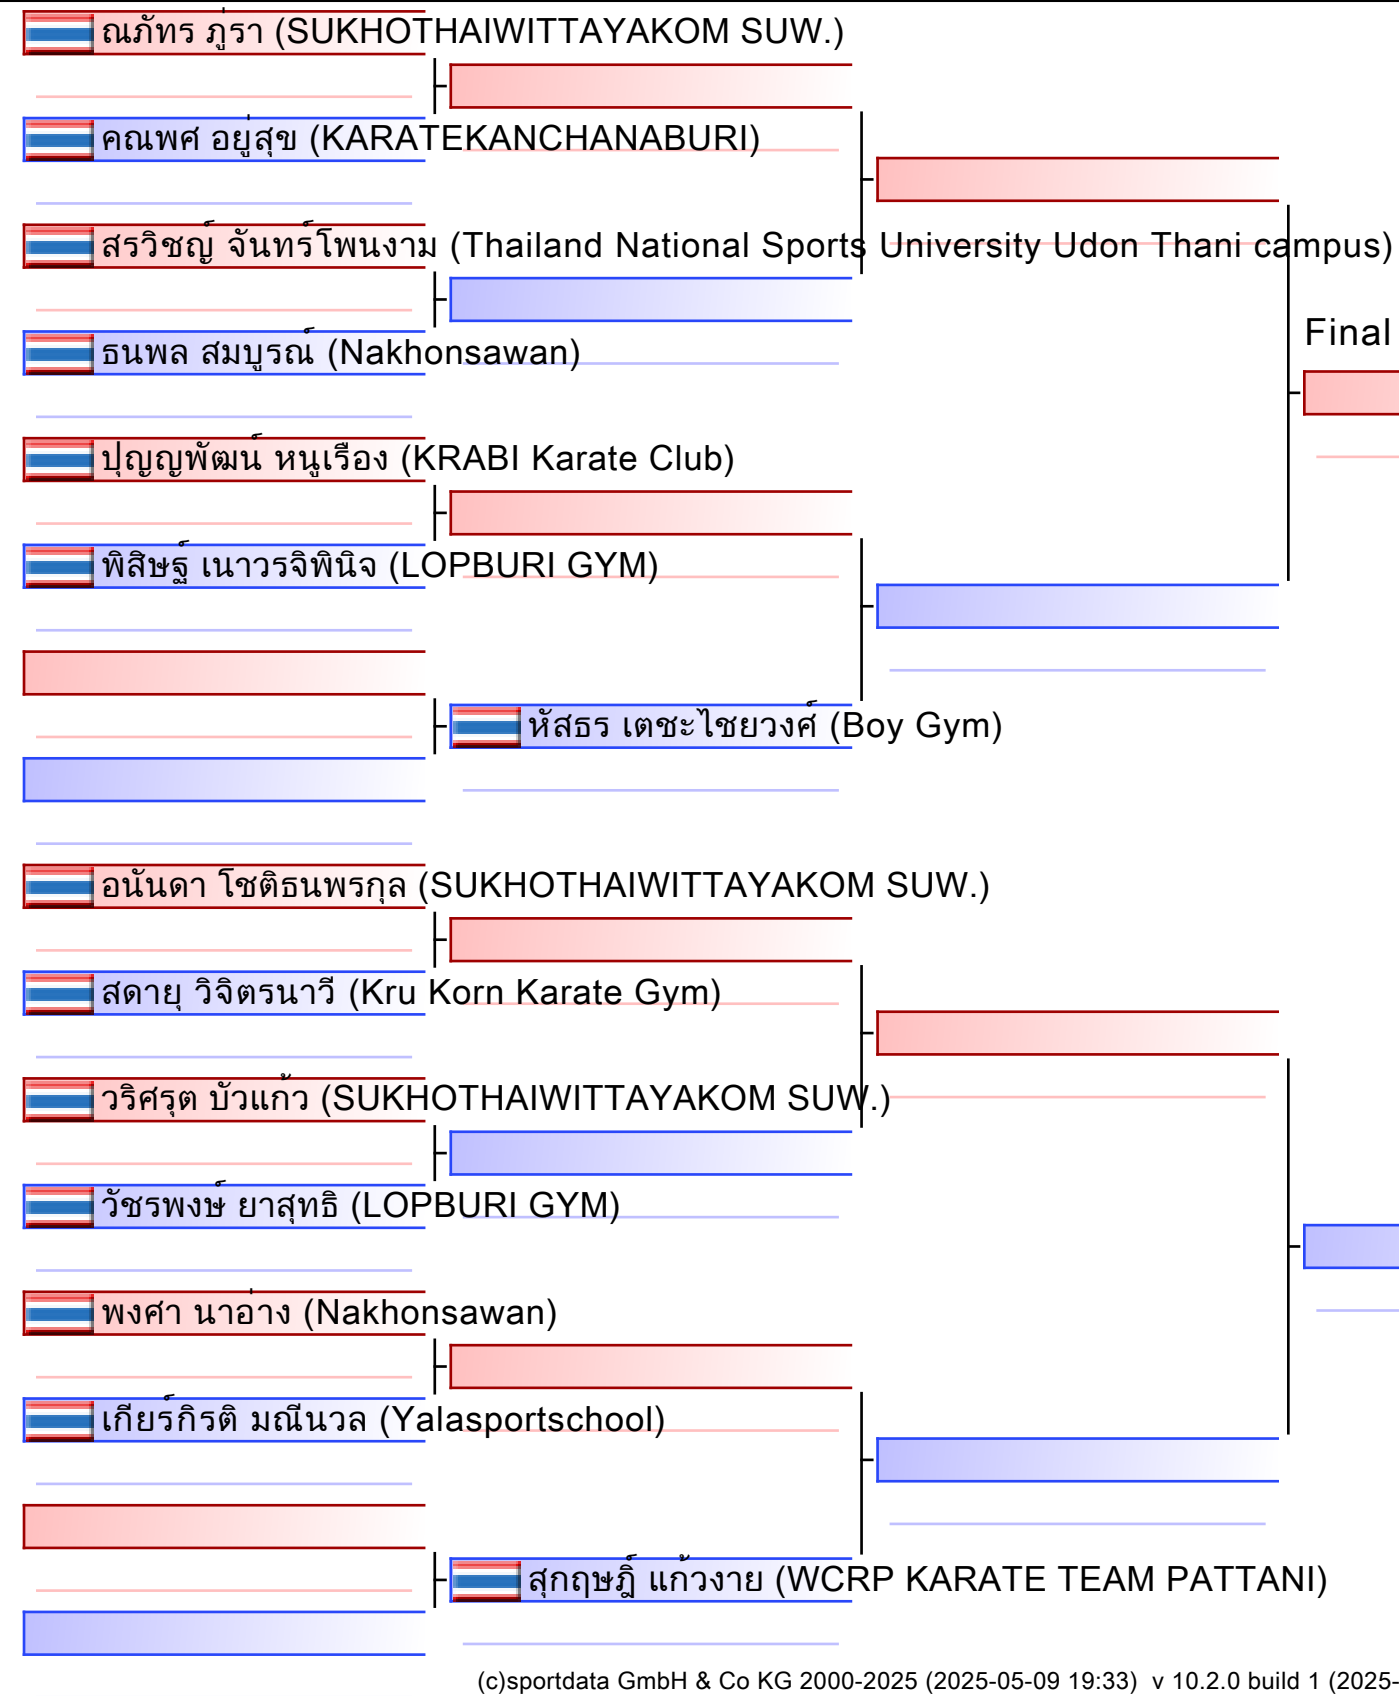 ณภัทร ภู่รา (SUKHOTHAIWITTAYAKOM SUW.)
คณพศ อยู่สุข (KARATEKANCHANABURI)
สรวิชญ์ จันทร์โพนงาม (Thailand National Sports University Udon Thani campus)
Final
ธนพล สมบูรณ์ (Nakhonsawan)
ปุญญพัฒน์ หนูเรือง (KRABI Karate Club)
พิสิษฐ์ เนาวรจิพินิจ (LOPBURI GYM)
หัสธร เตชะไชยวงศ์ (Boy Gym)
อนันดา โชติธนพรกุล (SUKHOTHAIWITTAYAKOM SUW.)
สดายุ วิจิตรนาวี (Kru Korn Karate Gym)
วริศรุต บัวแก้ว (SUKHOTHAIWITTAYAKOM SUW.)
วัชรพงษ์ ยาสุทธิ (LOPBURI GYM)
พงศา นาอ่าง (Nakhonsawan)
เกียร์กิรติ มณีนวล (Yalasportschool)
สุกฤษฎิ์ แก้วงาย (WCRP KARATE TEAM PATTANI)
(c)sportdata GmbH & Co KG 2000-2025 (2025-05-09 19:33) v 10.2.0 build 1 (2025-